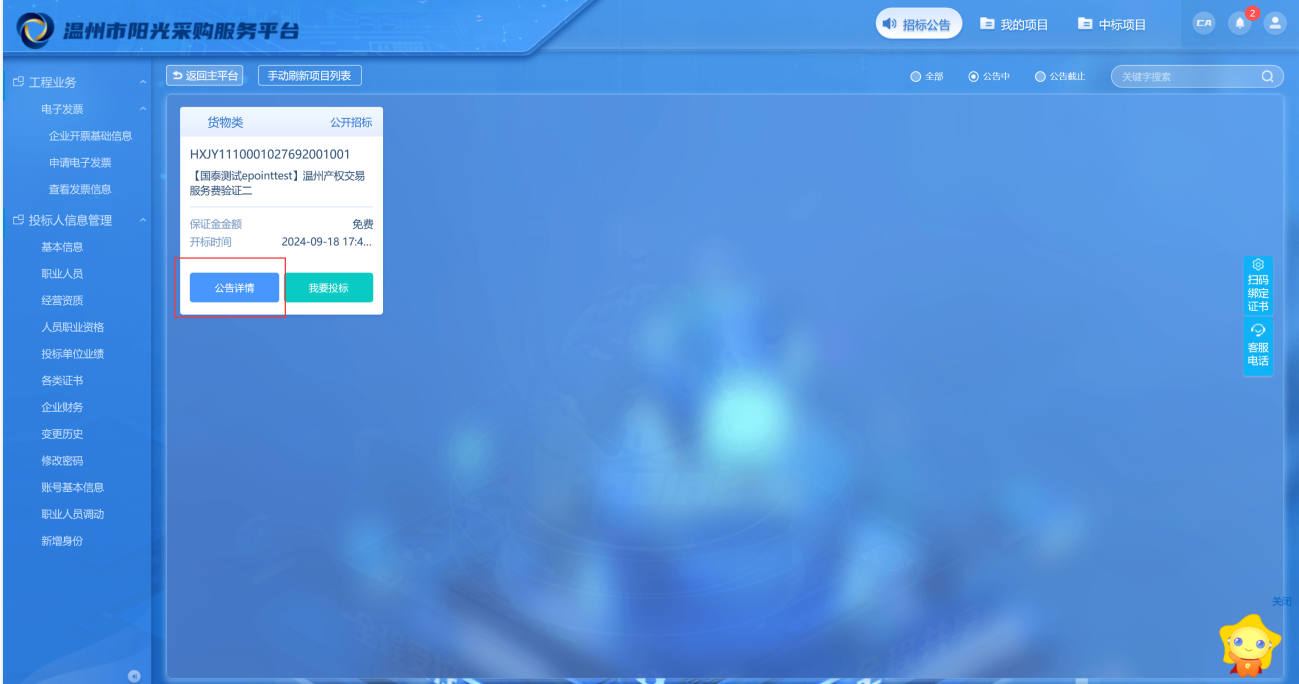 温州市阳光采购服务平台
招标公告
我的项目
中标项目
CA
2
工程业务
电子发票
企业开票基础信息
申请电子发票
查看发票信息
投标人信息管理
基本信息
职业人员
经营资质
人员职业资格
投标单位业绩
各类证书
企业财务
变更历史
修改密码
账号基本信息
职业人员调动
新增身份
返回主平台
手动刷新项目列表
全部
公告中
公告截止
关键字搜索
货物类
公开招标
HXJY1110001027692001001
【国泰测试epointtest】温州产权交易
服务费验证二
保证金金额
免费
开标时间
2024-09-18 17:4...
公告详情
我要投标
扫码
绑定
证书
客服
电话
关闭